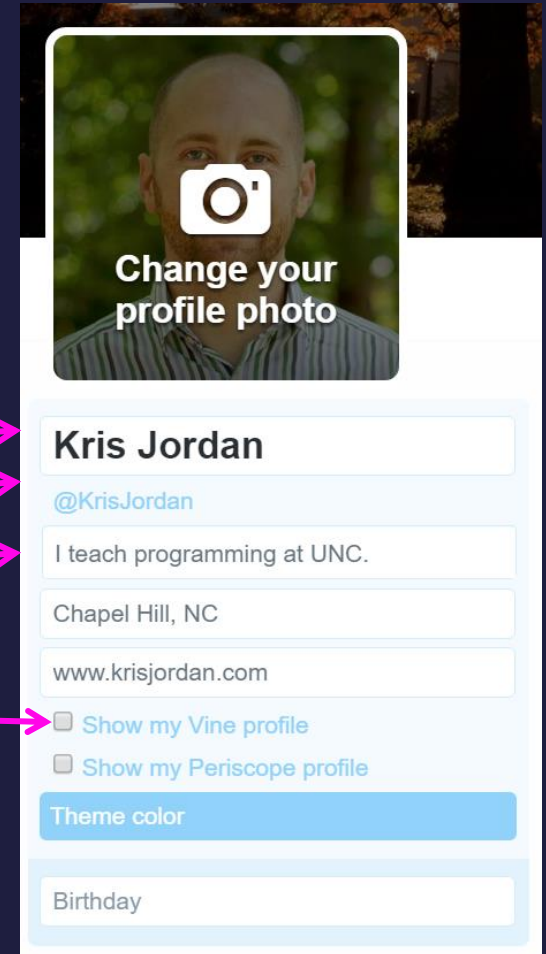 Change your
profile photo
Kris Jordan
@KrisJordan
I teach programming at UNC.
Chapel Hill, NC
www.krisjordan.com
Show my Vine profile
Show my Periscope profile
Theme color
Birthday